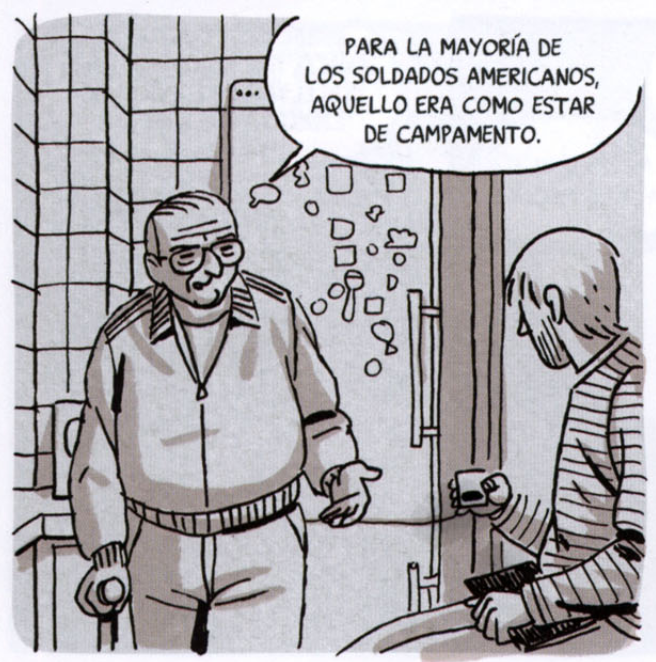 PARA LA MAYORÍA DE
LOS SOLDADOS AMERICANOS,
AQUELLO ERA COMO ESTAR
DE CAMPAMENTO.